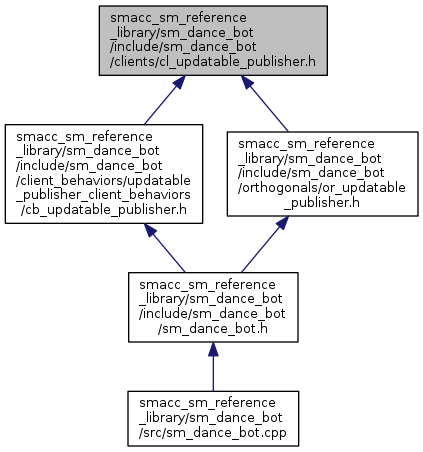 smacc_sm_reference
_library/sm_dance_bot
/include/sm_dance_bot
/clients/cl_updatable_publisher.h
smacc_sm_reference
_library/sm_dance_bot
/include/sm_dance_bot
/client_behaviors/updatable
_publisher_client_behaviors
/cb_updatable_publisher.h
smacc_sm_reference
_library/sm_dance_bot
/include/sm_dance_bot
/orthogonals/or_updatable
_publisher.h
smacc_sm_reference
_library/sm_dance_bot
/include/sm_dance_bot
/sm_dance_bot.h
smacc_sm_reference
_library/sm_dance_bot
/src/sm_dance_bot.cpp